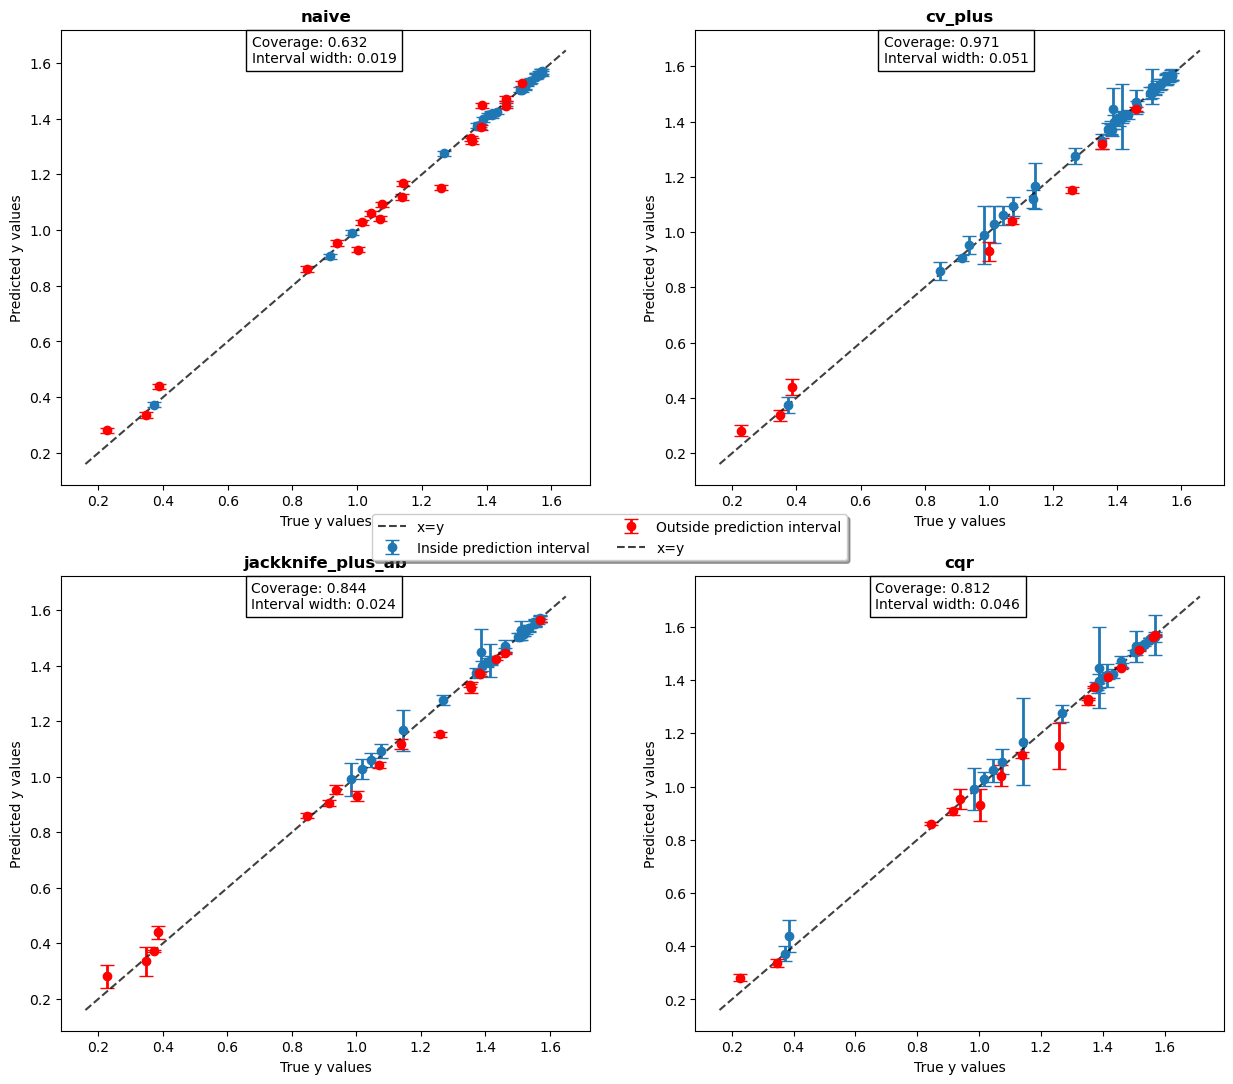 naive
Coverage: 0.632
Interval width: 0.019
Predicted y values
1.6
1.4
1.2
1.0
0.8
0.6
0.4
0.2
0.2 0.4 0.6 0.8 1.0 1.2 1.4 1.6
True y values
cv_plus
Coverage: 0.971
Interval width: 0.051
Predicted y values
1.6
1.4
1.2
1.0
0.8
0.6
0.4
0.2
0.2 0.4 0.6 0.8 1.0 1.2 1.4 1.6
True y values
x=y
Inside prediction interval
Outside prediction interval
x=y
jackknife_plus_ab
Coverage: 0.844
Interval width: 0.024
Predicted y values
1.6
1.4
1.2
1.0
0.8
0.6
0.4
0.2
0.2 0.4 0.6 0.8 1.0 1.2 1.4 1.6
True y values
cqr
Coverage: 0.812
Interval width: 0.046
Predicted y values
1.6
1.4
1.2
1.0
0.8
0.6
0.4
0.2
0.2 0.4 0.6 0.8 1.0 1.2 1.4 1.6
True y values